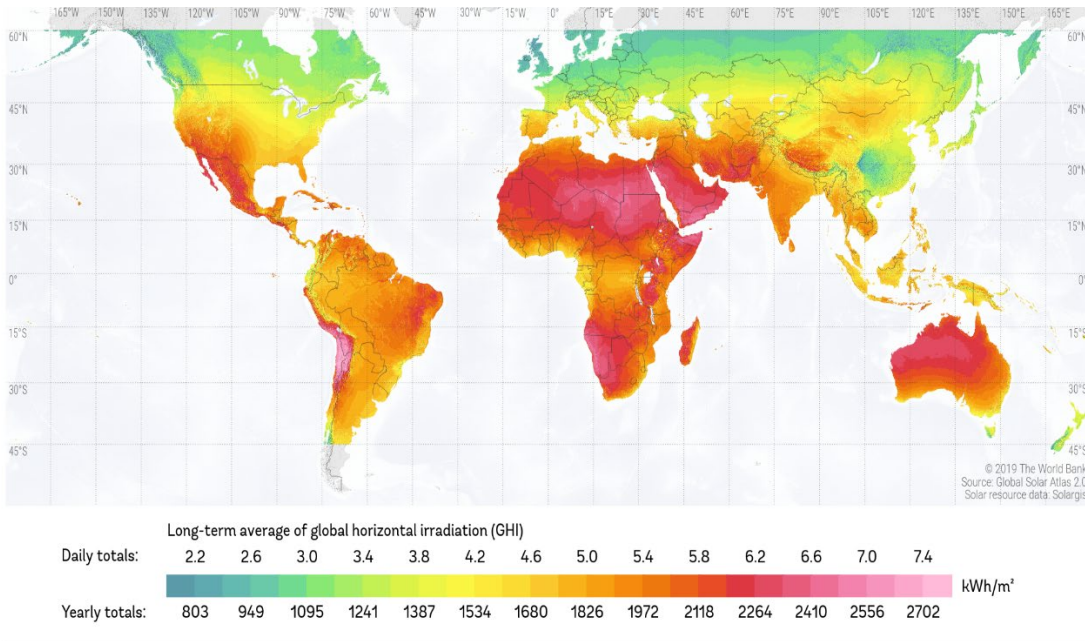 165°W 150°W 135°W 120°W 105°W 90°W 75°W 60°W 45°W 30°W 15°W 0° 15°E 30°E 45°E 60°E 75°E 90°E 105°E 120°E 135°E 150°E 165°E
60°N 60°N
45°N 45°N
30°N 30°N
15°N 15°N
0° 0°
15°S 15°S
30°S 30°S
45°S 45°S
© 2019 The World Bank
Source: Global Solar Atlas 2.0
Solar resource data: Solargis
Long-term average of global horizontal irradiation (GHI)
Daily totals: 2.2 2.6 3.0 3.4 3.8 4.2 4.6 5.0 5.4 5.8 6.2 6.6 7.0 7.4
kWh/m²
Yearly totals: 803 949 1095 1241 1387 1534 1680 1826 1972 2118 2264 2410 2556 2702